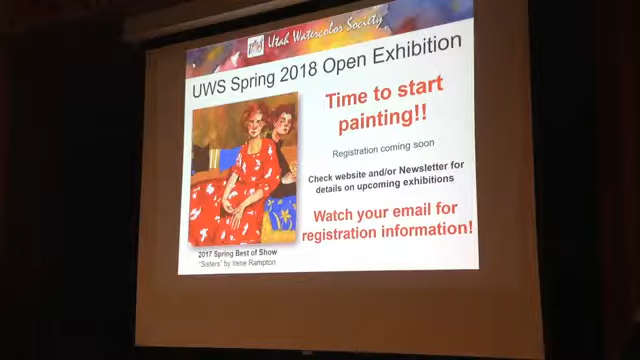 Utah Watercolor Society
UWS Spring 2018 Open Exhibition
Time to start
painting!!
Registration coming soon
Check website and/or Newsletter for
details on upcoming exhibitions
Watch your email for
registration information!
2017 Spring Best of Show
"Sisters" by Irene Rampton